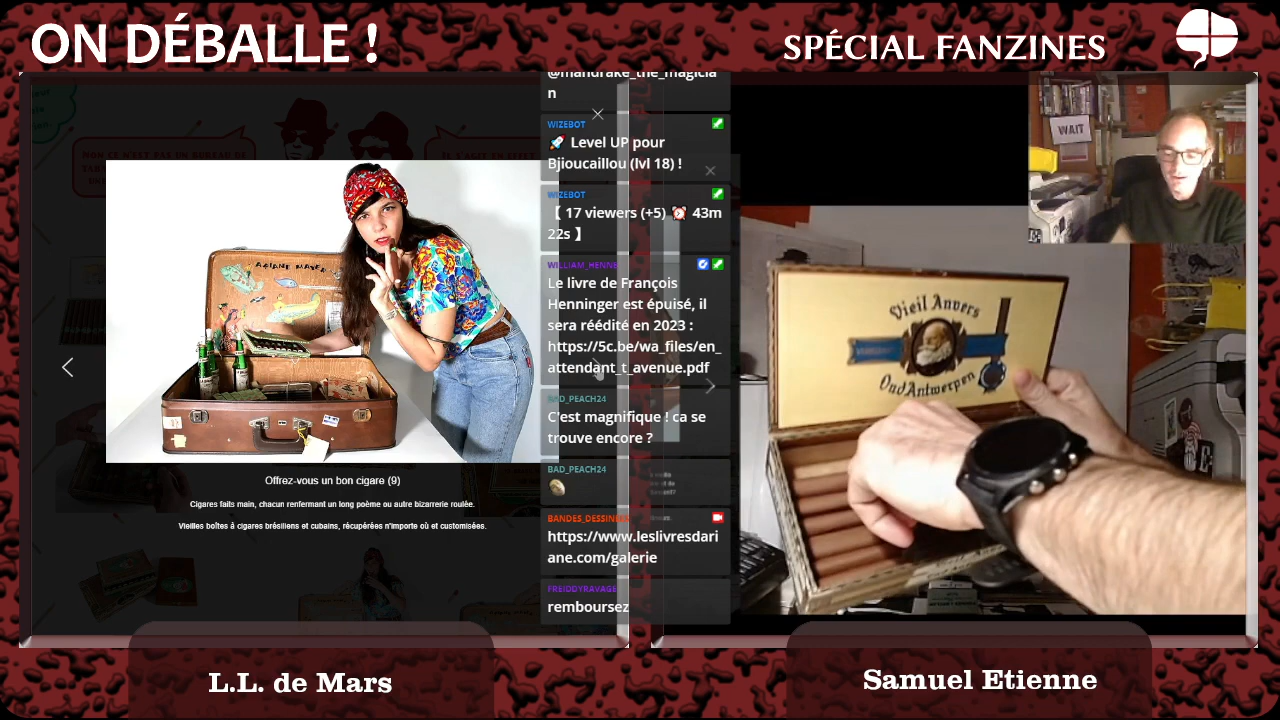 ON DÉBALLE !
SPÉCIAL FANZINES
WAIT
@mandrake_the_magicia
n
WIZEBOT
🚀 Level UP pour
Bjioucaillou (lvl 18) !
WIZEBOT
【 17 viewers (+5) ⏰ 43m
22s 】
WILLIAM_HENNE
Le livre de François
Henninger est épuisé, il
sera réédité en 2023 :
https://5c.be/wa_files/en_
attendant_t_avenue.pdf
BAD_PEACH24
C'est magnifique ! ca se
trouve encore ?
BAD_PEACH24
BANDES_DESSINÉES
https://www.leslivresdari
ane.com/galerie
FREIDDYRAVAGE
remboursez
Offrez-vous un bon cigare (9)
Cigares faits main, chacun renfermant un long poème ou autre bizarrerie roulée.
Vieilles boîtes à cigares brésiliens et cubains, récupérées n'importe où et customisées.
Vieil Anvers
Oud Antwerpen
L.L. de Mars
Samuel Etienne